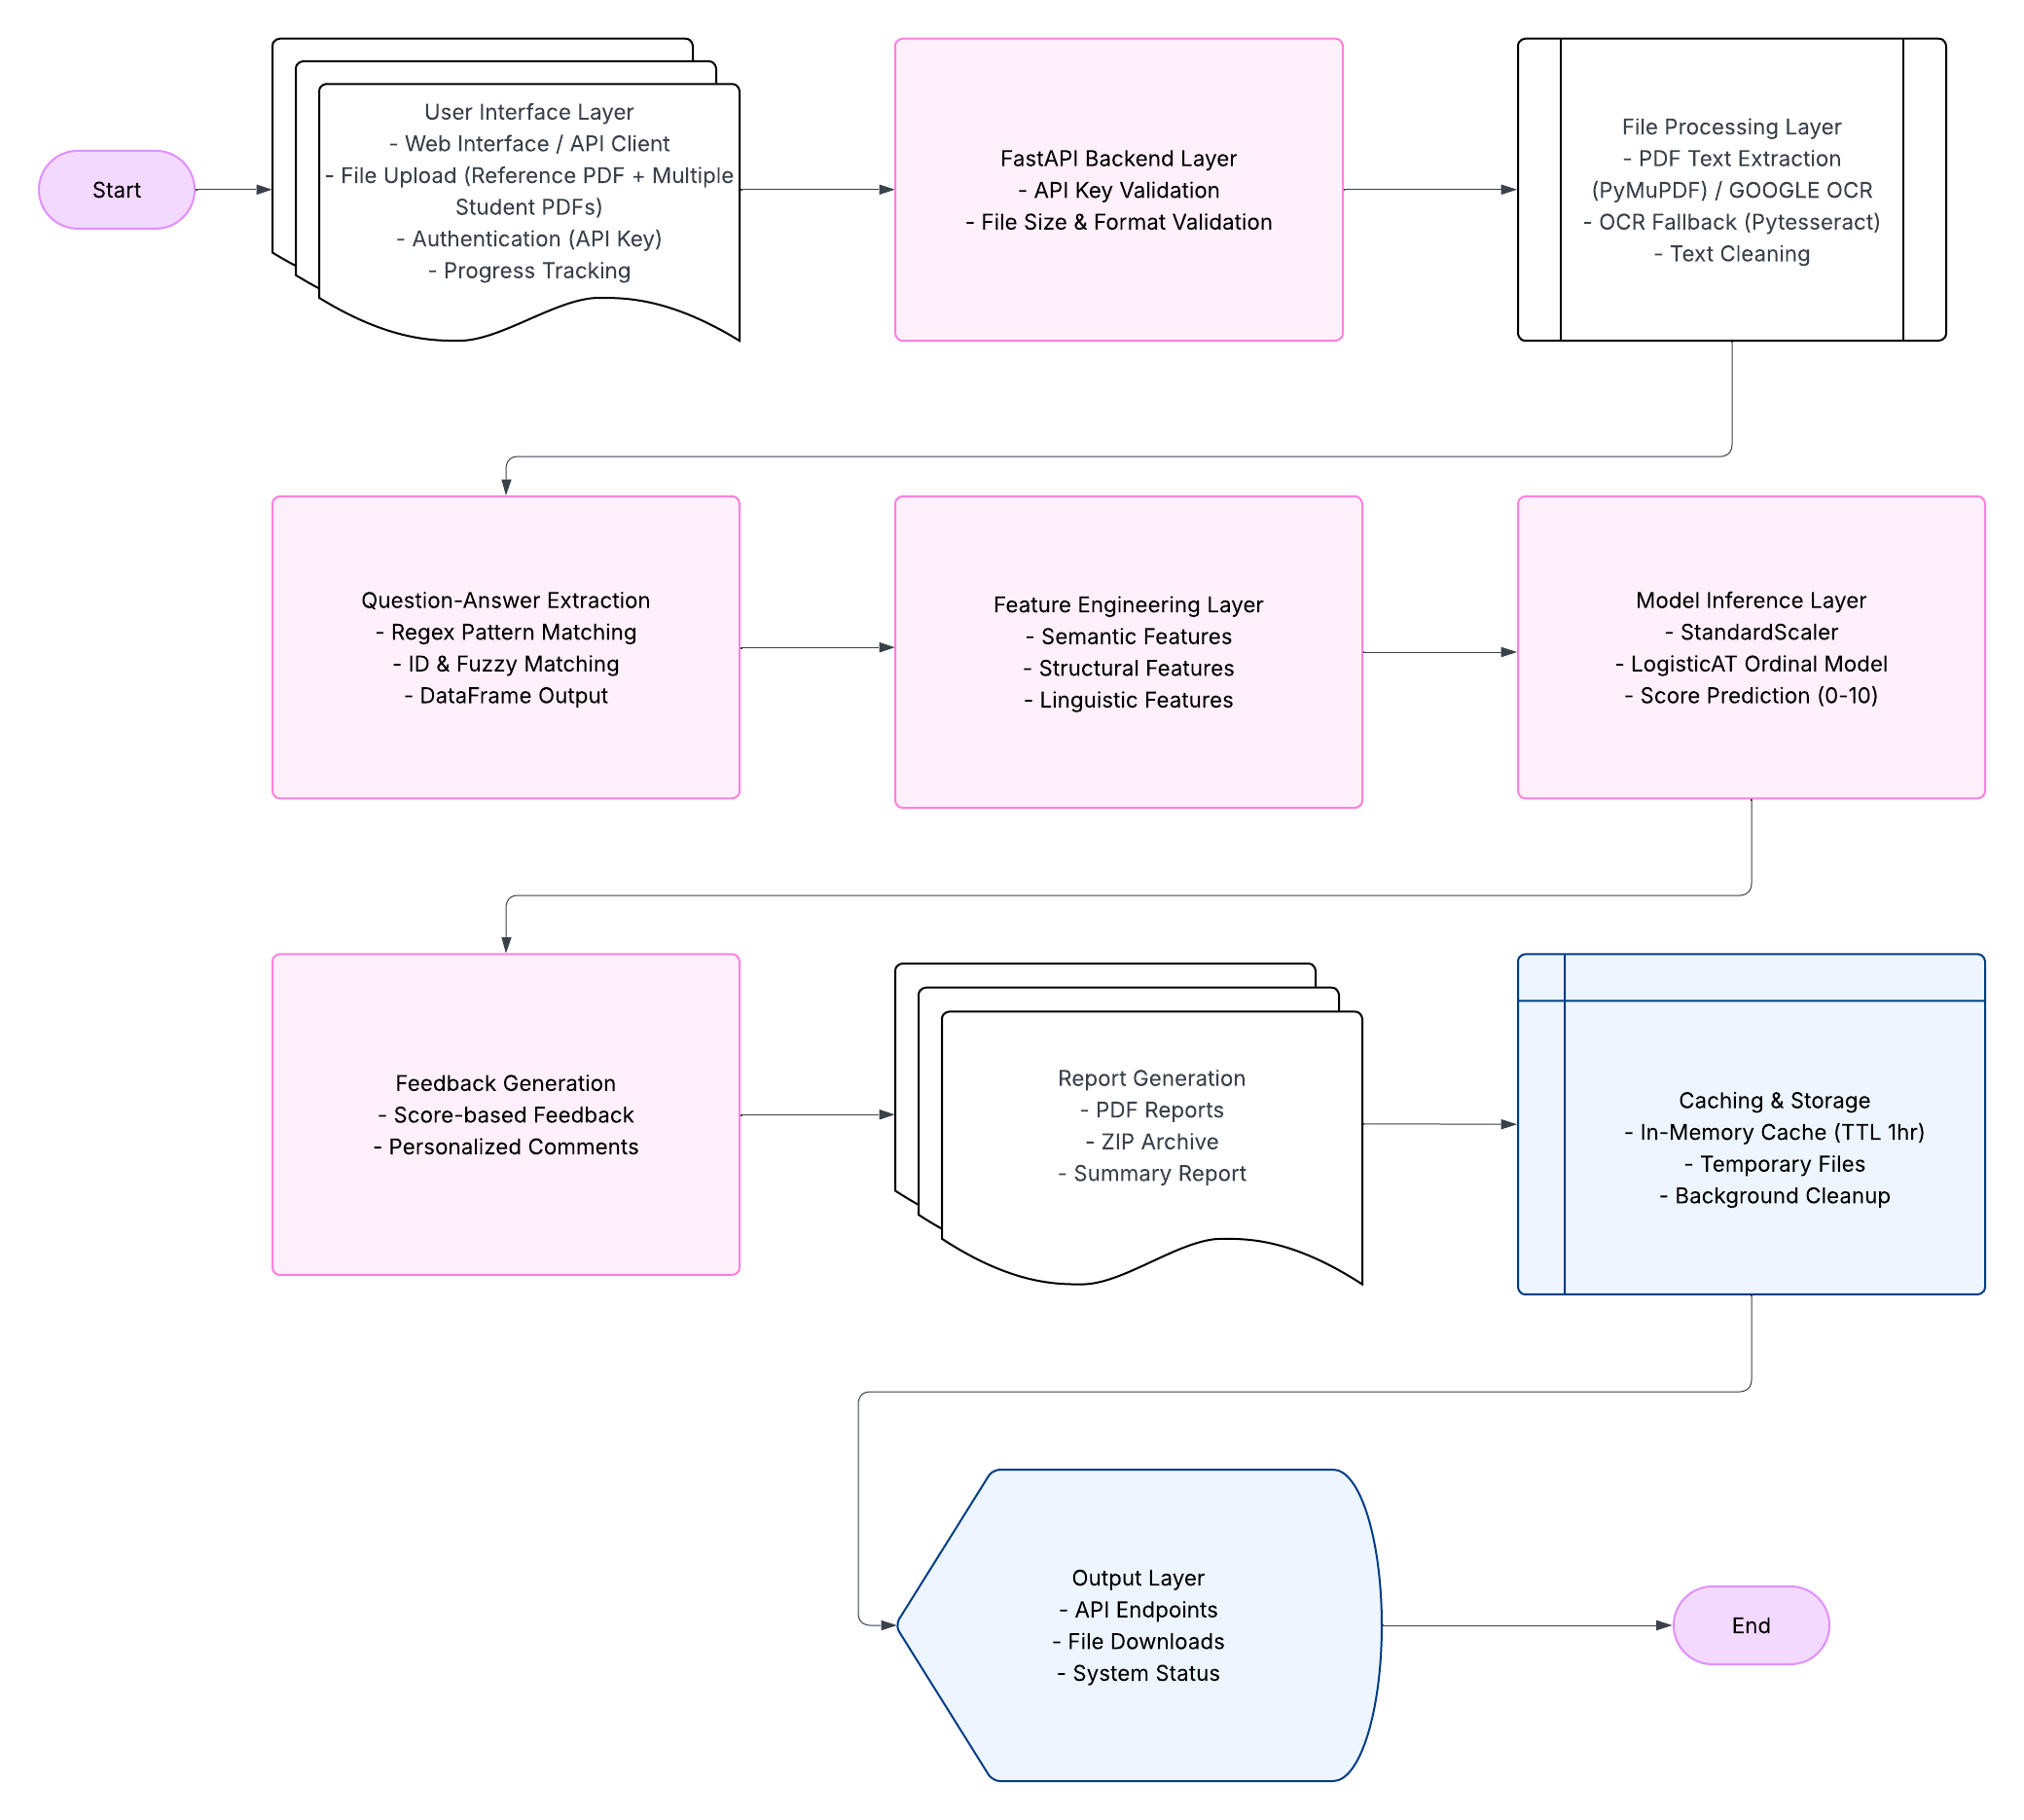 Start
User Interface Layer
- Web Interface / API Client
- File Upload (Reference PDF + Multiple
Student PDFs)
- Authentication (API Key)
- Progress Tracking
FastAPI Backend Layer
- API Key Validation
- File Size & Format Validation
File Processing Layer
- PDF Text Extraction
(PyMuPDF) / GOOGLE OCR
- OCR Fallback (Pytesseract)
- Text Cleaning
Question-Answer Extraction
- Regex Pattern Matching
- ID & Fuzzy Matching
- DataFrame Output
Feature Engineering Layer
- Semantic Features
- Structural Features
- Linguistic Features
Model Inference Layer
- StandardScaler
- LogisticAT Ordinal Model
- Score Prediction (0-10)
Feedback Generation
- Score-based Feedback
- Personalized Comments
Report Generation
- PDF Reports
- ZIP Archive
- Summary Report
Caching & Storage
- In-Memory Cache (TTL 1hr)
- Temporary Files
- Background Cleanup
Output Layer
- API Endpoints
- File Downloads
- System Status
End